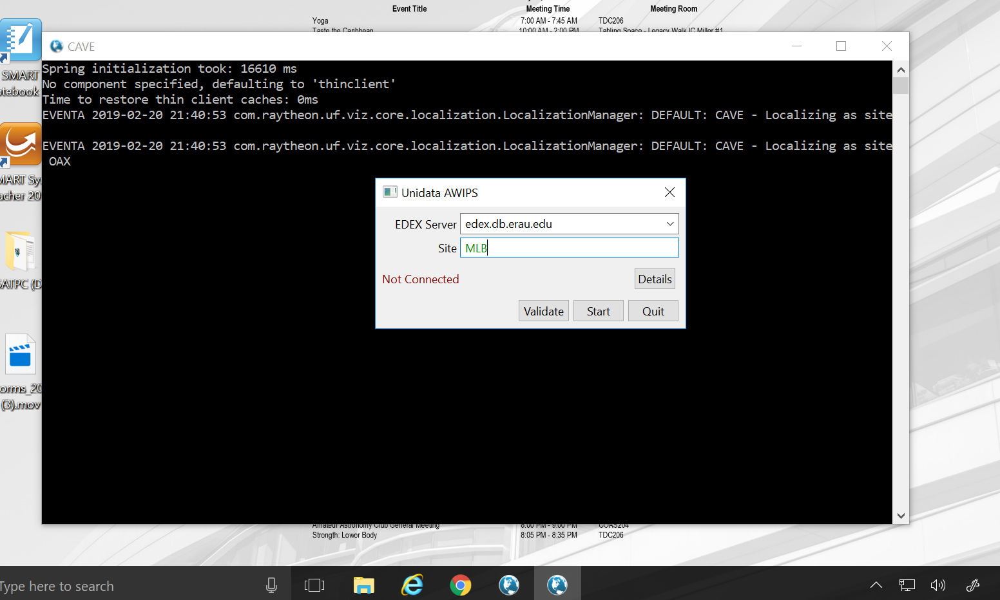 Event Title Meeting Time Meeting Room
Yoga 7:00 AM - 7:45 AM TDC206
Taste the Caribbean 10:00 AM - 2:00 PM Tabling Space - Legacy Walk IC Miller #1
CAVE
Spring initialization took: 16610 ms
No component specified, defaulting to 'thinclient'
Time to restore thin client caches: 0ms
EVENTA 2019-02-20 21:40:53 com.raytheon.uf.viz.core.localization.LocalizationManager: DEFAULT: CAVE - Localizing as site
EVENTA 2019-02-20 21:40:53 com.raytheon.uf.viz.core.localization.LocalizationManager: DEFAULT: CAVE - Localizing as site
OAX
SMART
otebook
MART Sy
acher 20
SATPC (D
orms_20
(3).mov
Unidata AWIPS
EDEX Server edex.db.erau.edu
Site MLB
Not Connected
Details
Validate Start Quit
Amateur Astronomy Club General Meeting 8:00 PM - 9:00 PM COAS204
Strength: Lower Body 8:05 PM - 8:35 PM TDC206
Type here to search